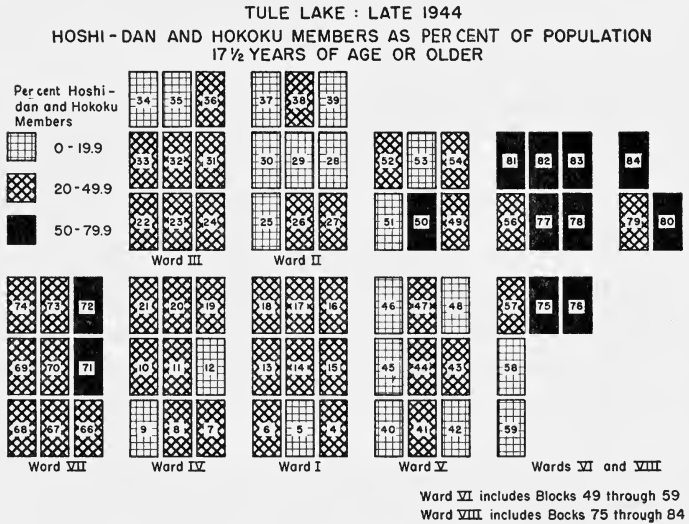 TULE LAKE : LATE 1944
HOSHI-DAN AND HOKOKU MEMBERS AS PER CENT OF POPULATION
17 ½ YEARS OF AGE OR OLDER
Per cent Hoshi-
dan and Hokoku
Members
0 - 19.9
20 - 49.9
50 - 79.9
34 35 36 37 38 39
33 32 31 30 29 28 52 53 54 81 82 83 84
22 23 24 25 26 27 51 50 49 56 77 78 79 80
Ward III Ward II
74 73 72 21 20 19 18 17 16 46 47 48 57 75 76
69 70 71 10 11 12 13 14 15 45 44 43 58
68 67 66 9 8 7 6 5 4 40 41 42 59
Ward VII Ward IV Ward I Ward V Wards VI and VIII
Ward VI includes Blocks 49 through 59
Ward VIII includes Bocks 75 through 84